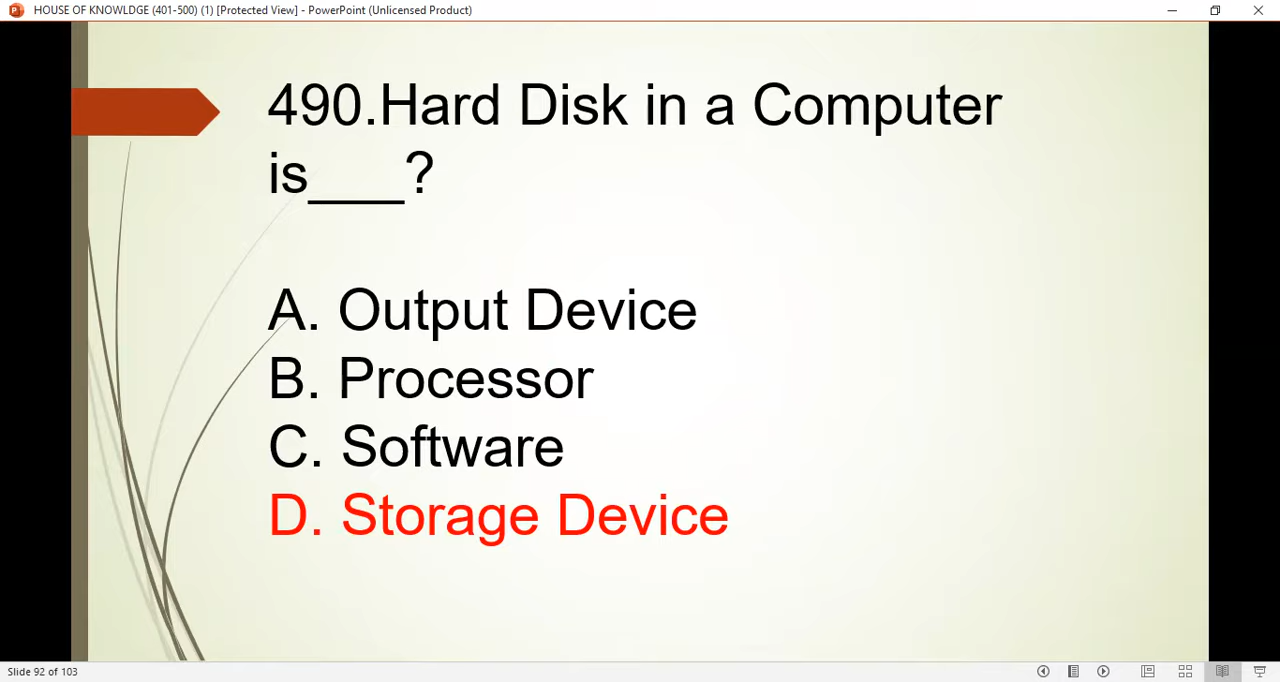 HOUSE OF KNOWLDGE (401-500) (1) [Protected View] - PowerPoint (Unlicensed Product)
490.Hard Disk in a Computer
is___?
A. Output Device
B. Processor
C. Software
D. Storage Device
Slide 92 of 103